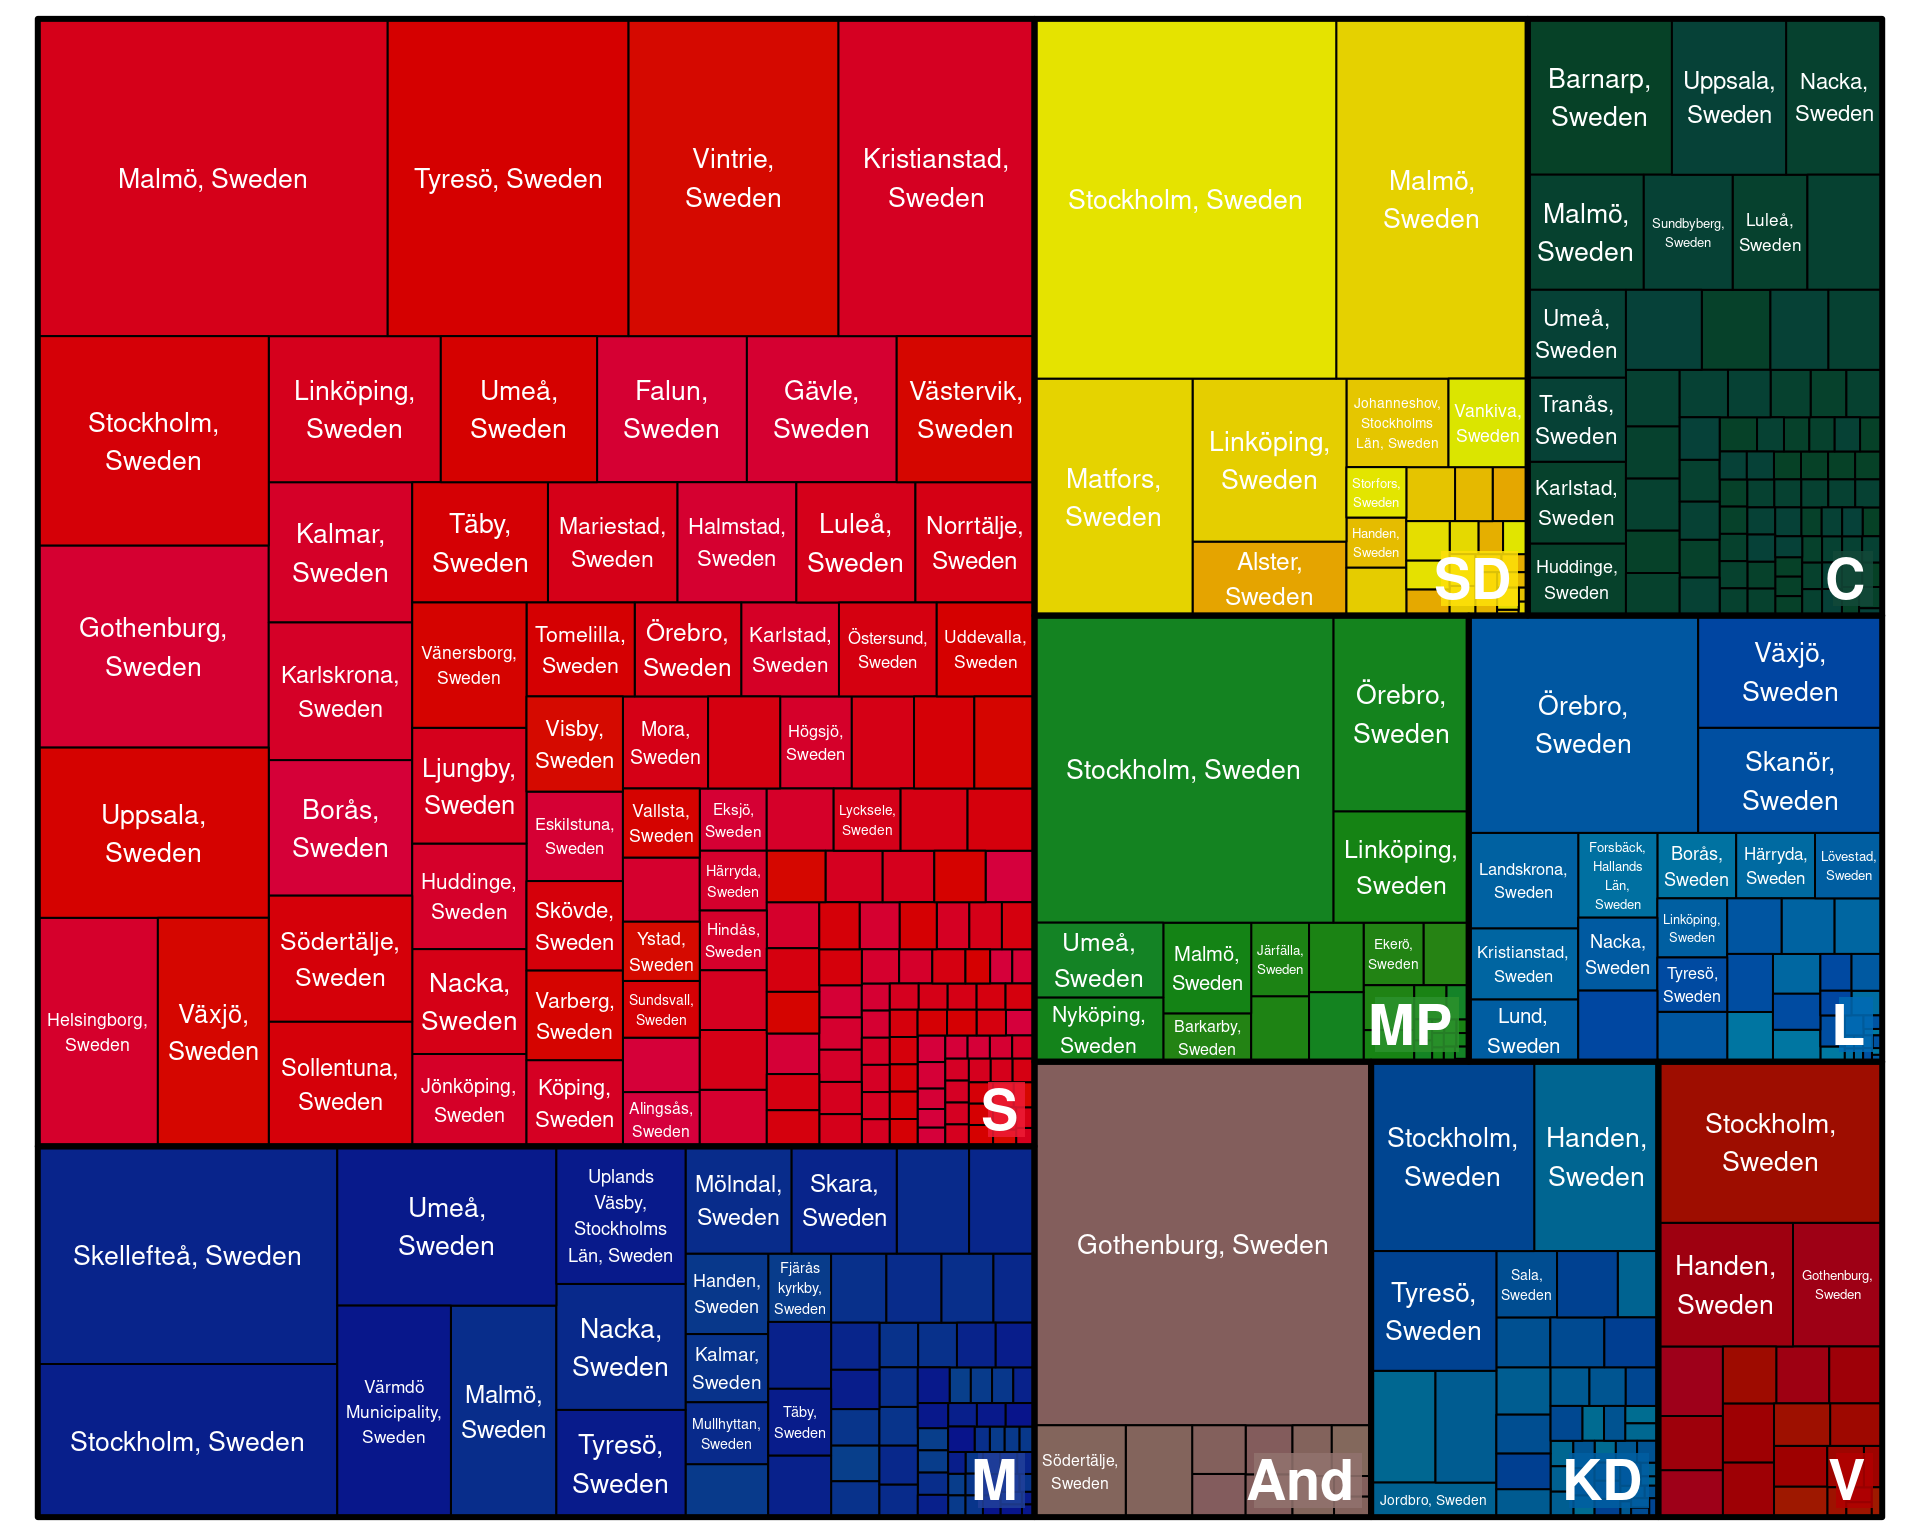 Malmö, Sweden
Tyresö, Sweden
Vintrie,
Sweden
Kristianstad,
Sweden
Stockholm,
Sweden
Linköping,
Sweden
Umeå,
Sweden
Falun,
Sweden
Gävle,
Sweden
Västervik,
Sweden
Gothenburg,
Sweden
Kalmar,
Sweden
Täby,
Sweden
Mariestad,
Sweden
Halmstad,
Sweden
Luleå,
Sweden
Norrtälje,
Sweden
Karlskrona,
Sweden
Vänersborg,
Sweden
Tomelilla,
Sweden
Örebro,
Sweden
Karlstad,
Sweden
Östersund,
Sweden
Uddevalla,
Sweden
Uppsala,
Sweden
Borås,
Sweden
Ljungby,
Sweden
Visby,
Sweden
Mora,
Sweden
Högsjö,
Sweden
Eskilstuna,
Sweden
Vallsta,
Sweden
Eksjö,
Sweden
Lycksele,
Sweden
Huddinge,
Sweden
Härryda,
Sweden
Helsingborg,
Sweden
Växjö,
Sweden
Södertälje,
Sweden
Skövde,
Sweden
Ystad,
Sweden
Hindås,
Sweden
Nacka,
Sweden
Varberg,
Sweden
Sundsvall,
Sweden
Sollentuna,
Sweden
Jönköping,
Sweden
Köping,
Sweden
Alingsås,
Sweden
S
Stockholm, Sweden
Malmö,
Sweden
Matfors,
Sweden
Linköping,
Sweden
Johanneshov,
Stockholms
Län, Sweden
Vankiva,
Sweden
Storfors,
Sweden
Handen,
Sweden
Alster,
Sweden
SD
Barnarp,
Sweden
Uppsala,
Sweden
Nacka,
Sweden
Malmö,
Sweden
Sundbyberg,
Sweden
Luleå,
Sweden
Umeå,
Sweden
Tranås,
Sweden
Karlstad,
Sweden
Huddinge,
Sweden
C
Stockholm, Sweden
Örebro,
Sweden
Linköping,
Sweden
Umeå,
Sweden
Malmö,
Sweden
Järfälla,
Sweden
Ekerö,
Sweden
Nyköping,
Sweden
Barkarby,
Sweden
MP
Örebro,
Sweden
Växjö,
Sweden
Skanör,
Sweden
Landskrona,
Sweden
Forsbäck,
Hallands
Län,
Sweden
Borås,
Sweden
Härryda,
Sweden
Lövestad,
Sweden
Kristianstad,
Sweden
Nacka,
Sweden
Linköping,
Sweden
Tyresö,
Sweden
Lund,
Sweden
L
Skellefteå, Sweden
Umeå,
Sweden
Uplands
Väsby,
Stockholms
Län, Sweden
Mölndal,
Sweden
Skara,
Sweden
Handen,
Sweden
Fjärås
kyrkby,
Sweden
Stockholm, Sweden
Värmdö
Municipality,
Sweden
Malmö,
Sweden
Nacka,
Sweden
Kalmar,
Sweden
Mullhyttan,
Sweden
Täby,
Sweden
Tyresö,
Sweden
M
Gothenburg, Sweden
Södertälje,
Sweden
And
Stockholm,
Sweden
Handen,
Sweden
Tyresö,
Sweden
Sala,
Sweden
Jordbro, Sweden
KD
Stockholm,
Sweden
Handen,
Sweden
Gothenburg,
Sweden
V